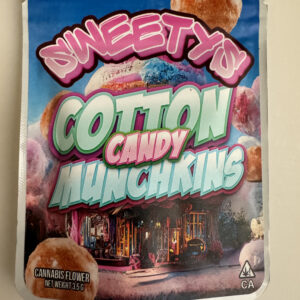 SWEETYS
COTTON
CANDY
MUNCHKINS
CANNABIS FLOWER
NET WEIGHT 3.5 G
CA